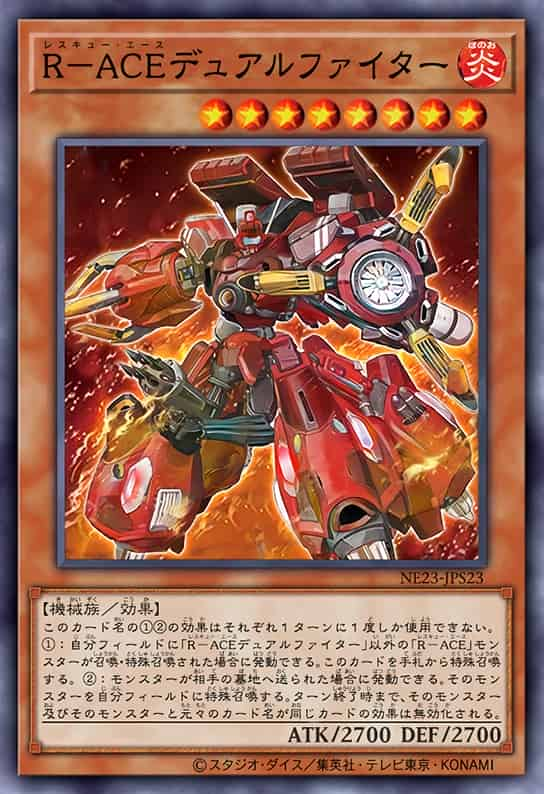 レスキュー・エース
R－ACEデュアルファイター
ほのお
炎
NE23-JPS23
きかいぞく こうか
【機械族／効果】
このカード名の①②の効果はそれぞれ１ターンに１度しか使用できない。
①：自分フィールドに「R－ACEデュアルファイター」以外の「R－ACE」モン
スターが召喚・特殊召喚された場合に発動できる。このカードを手札から特殊召
喚する。②：モンスターが相手の墓地へ送られた場合に発動できる。そのモン
スターを自分フィールドに特殊召喚する。ターン終了時まで、そのモンスター
及びそのモンスターと元々のカード名が同じカードの効果は無効化される。
ATK/2700 DEF/2700
©スタジオ・ダイス／集英社・テレビ東京・KONAMI